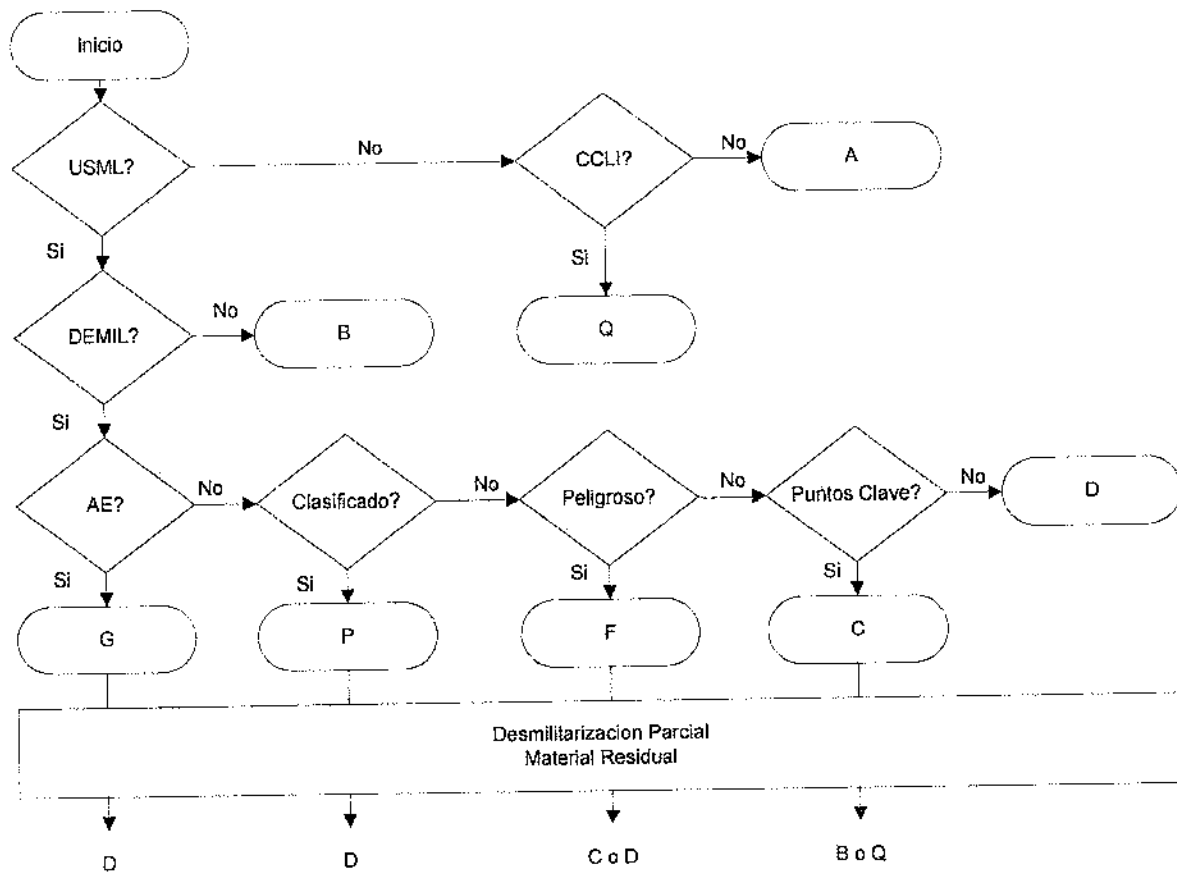 Inicio
USML?
No
CCLI?
No
A
Si
Si
DEMIL?
No
B
Q
Si
AE?
No
Clasificado?
No
Peligroso?
No
Puntos Clave?
No
D
Si
Si
Si
Si
G
P
F
C
Desmilitarizacion Parcial
Material Residual
D
D
C o D
B o Q